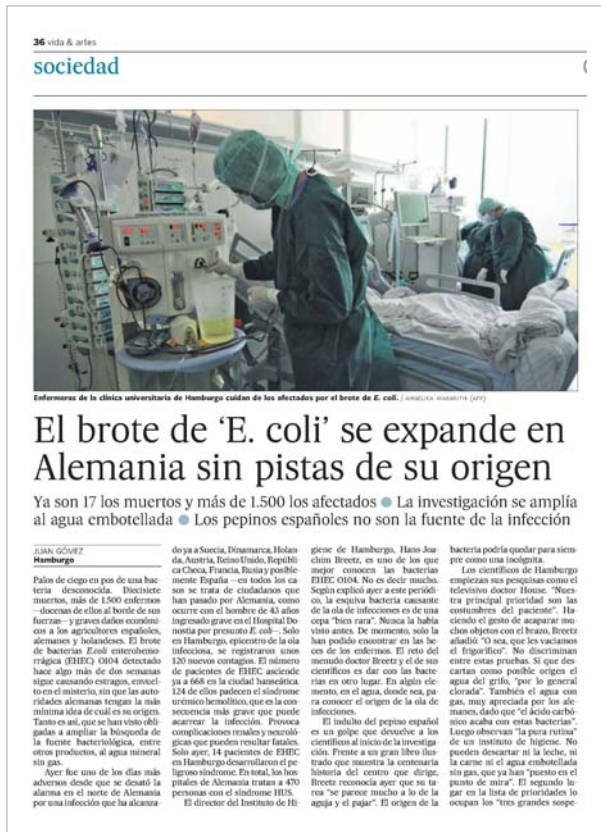 36 vida & artes
sociedad
Enfermeras de la clínica universitaria de Hamburgo cuidan de los afectados por el brote de E. coli. / ANGELIKA WARMUTH (AFP)
El brote de ‘E. coli’ se expande en
Alemania sin pistas de su origen
Ya son 17 los muertos y más de 1.500 los afectados ● La investigación se amplía
al agua embotellada ● Los pepinos españoles no son la fuente de la infección
JUAN GÓMEZ
Hamburgo
Palos de ciego en pos de una bac-
teria desconocida. Diecisiete
muertos, más de 1.500 enfermos
—docenas de ellos al borde de sus
fuerzas— y graves daños económi-
cos a los agricultores españoles,
alemanes y holandeses. El brote
de bacterias E.coli enterohemo-
rrágica (EHEC) O104 detectado
hace algo más de dos semanas
sigue causando estragos, envuel-
to en el misterio, sin que las auto-
ridades alemanas tengan la más
mínima idea de cuál es su origen.
Tanto es así, que se han visto obli-
gadas a ampliar la búsqueda de
la fuente bacteriológica, entre
otros productos, al agua mineral
sin gas.
Ayer fue uno de los días más
adversos desde que se desató la
alarma en el norte de Alemania
por una infección que ha alcanza-
do ya a Suecia, Dinamarca, Holan-
da, Austria, Reino Unido, Repúbli-
ca Checa, Francia, Rusia y posible-
mente España —en todos los ca-
sos se trata de ciudadanos que
han pasado por Alemania, como
ocurre con el hombre de 43 años
ingresado grave en el Hospital Do-
nostia por presunto E. coli—. Solo
en Hamburgo, epicentro de la ola
infecciosa, se registraron unos
120 nuevos contagios. El número
de pacientes de EHEC asciende
ya a 668 en la ciudad hanseática.
124 de ellos padecen el síndrome
urémico hemolítico, que es la con-
secuencia más grave que puede
acarrear la infección. Provoca
complicaciones renales y neuroló-
gicas que pueden resultar fatales.
Solo ayer, 14 pacientes de EHEC
en Hamburgo desarrollaron el pe-
ligroso síndrome. En total, los hos-
pitales de Alemania tratan a 470
personas con el síndrome HUS.
El director del Instituto de Hi-
giene de Hamburgo, Hans-Joa-
chim Breetz, es uno de los que
mejor conocen las bacterias
EHEC O104. No es decir mucho.
Según explicó ayer a este periódi-
co, la esquiva bacteria causante
de la ola de infecciones es de una
cepa “bien rara”. Nunca la había
visto antes. De momento, solo la
han podido encontrar en las he-
ces de los enfermos. El reto del
menudo doctor Breetz y el de sus
científicos es dar con las bacte-
rias en otro lugar. En algún ele-
mento, en el agua, donde sea, pa-
ra conocer el origen de la ola de
infecciones.
El indulto del pepino español
es un golpe que devuelve a los
científicos al inicio de la investiga-
ción. Frente a un gran libro ilus-
trado que muestra la centenaria
historia del centro que dirige,
Breetz reconocía ayer que su ta-
rea “se parece mucho a lo de la
aguja y el pajar”. El origen de la
bacteria podría quedar para siem-
pre como una incógnita.
Los científicos de Hamburgo
empiezan sus pesquisas como el
televisivo doctor House. “Nues-
tra principal prioridad son las
costumbres del paciente”. Ha-
ciendo el gesto de acaparar mu-
chos objetos con el brazo, Breetz
añadió: “O sea, que les vaciamos
el frigorífico”. No discriminan
entre estas pruebas. Sí que des-
cartan como posible origen el
agua del grifo, “por lo general
clorada”. También el agua con
gas, muy apreciada por los ale-
manes, dado que “el ácido carbó-
nico acaba con estas bacterias”.
Luego observan “la pura rutina”
de un instituto de higiene. No
pueden descartar ni la leche, ni
la carne ni el agua embotellada
sin gas, que ya han “puesto en el
punto de mira”. El segundo lu-
gar en la lista de prioridades lo
ocupan los “tres grandes sospe-